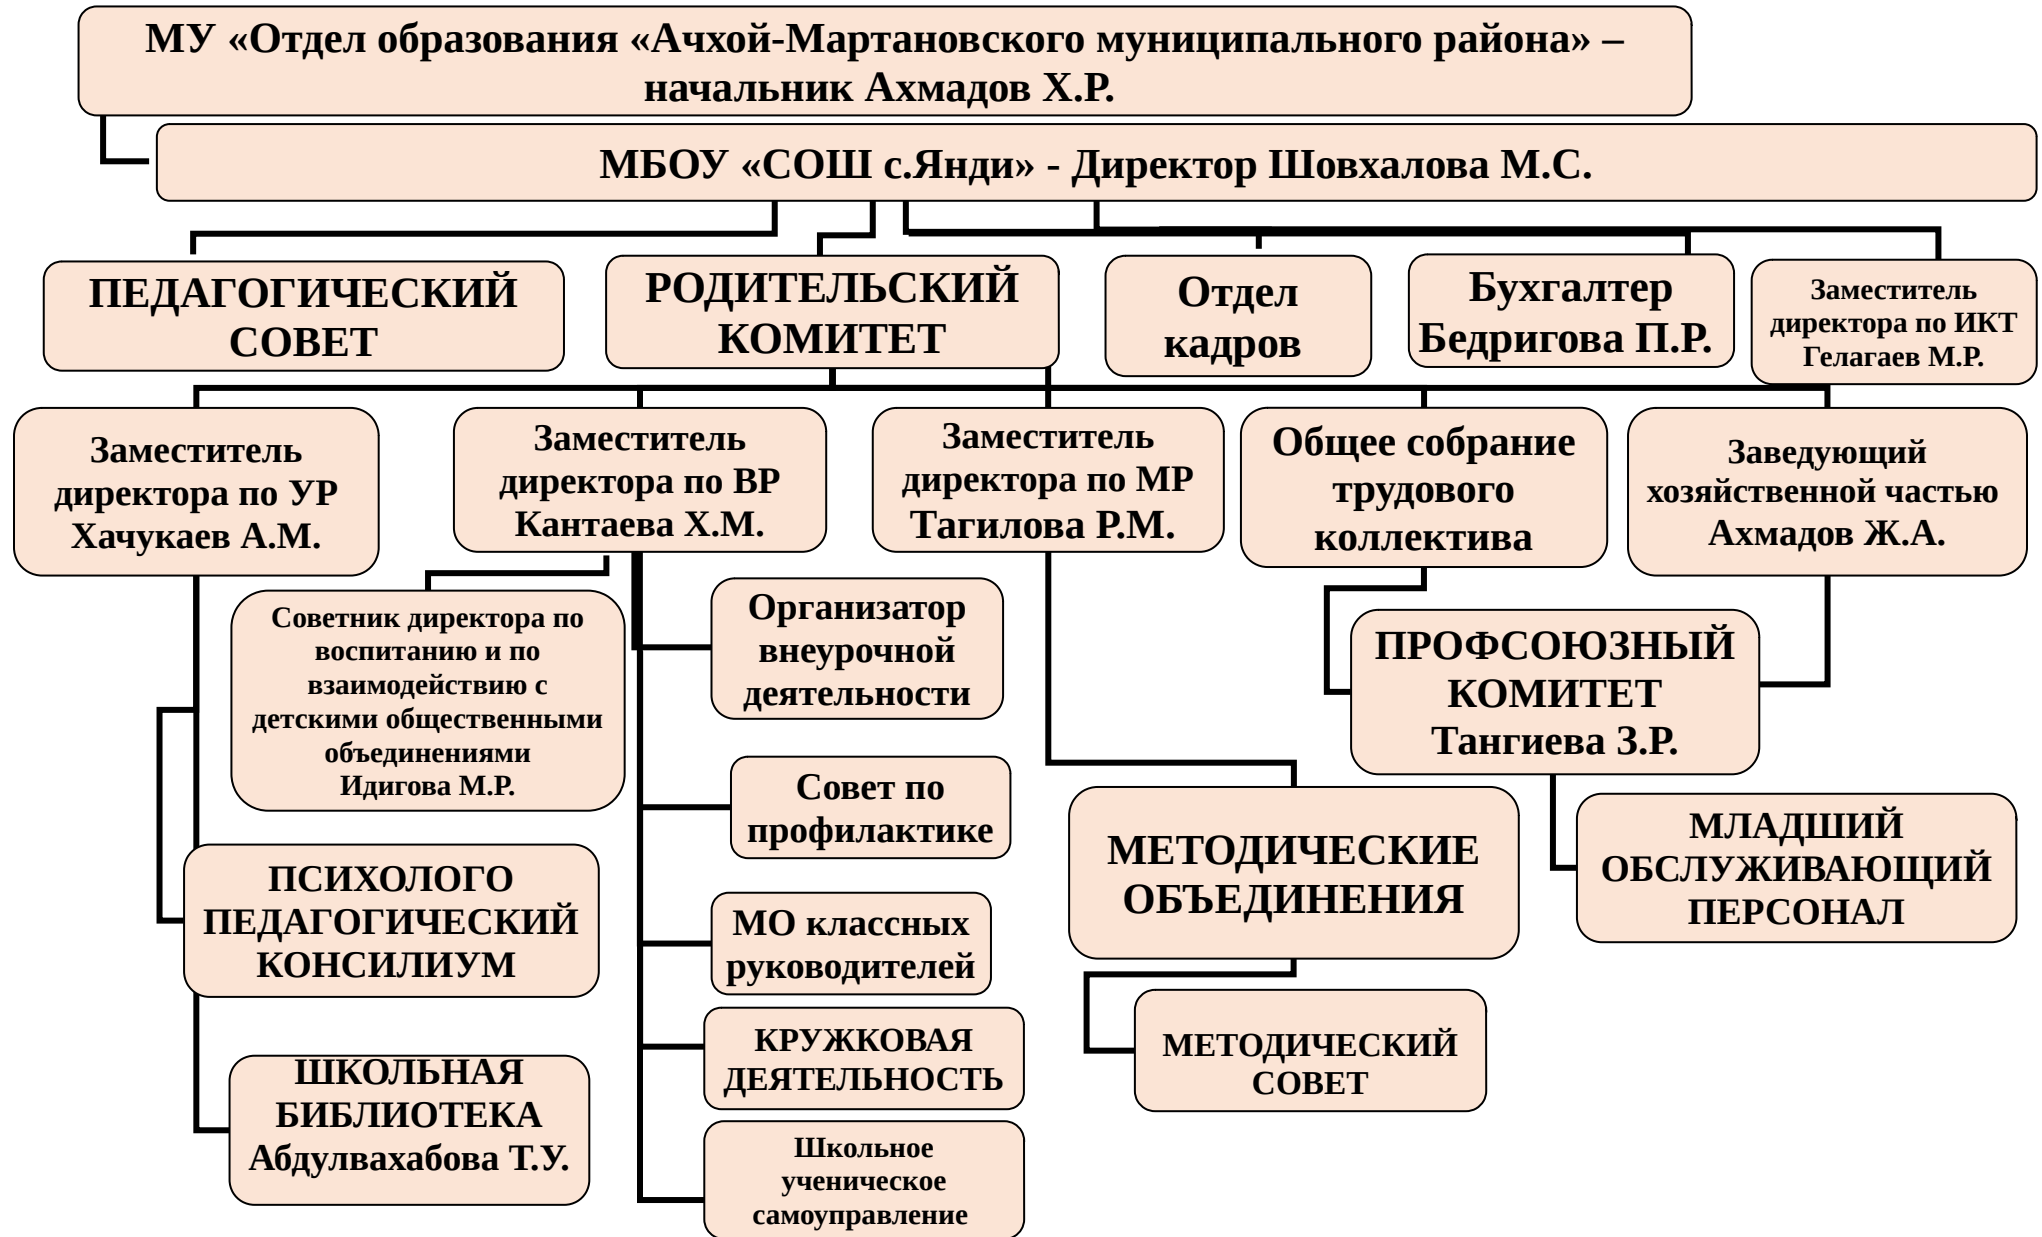 МУ «Отдел образования «Ачхой-Мартановского муниципального района» –
начальник Ахмадов Х.Р.
МБОУ «СОШ с.Янди» - Директор Шовхалова М.С.
ПЕДАГОГИЧЕСКИЙ
СОВЕТ
РОДИТЕЛЬСКИЙ
КОМИТЕТ
Отдел
кадров
Бухгалтер
Бедригова П.Р.
Заместитель
директора по ИКТ
Гелагаев М.Р.
Заместитель
директора по УР
Хачукаев А.М.
Заместитель
директора по ВР
Кантаева Х.М.
Заместитель
директора по МР
Тагилова Р.М.
Общее собрание
трудового
коллектива
Заведующий
хозяйственной частью
Ахмадов Ж.А.
Советник директора по
воспитанию и по
взаимодействию с
детскими общественными
объединениями
Идигова М.Р.
Организатор
внеурочной
деятельности
ПРОФСОЮЗНЫЙ
КОМИТЕТ
Тангиева З.Р.
Совет по
профилактике
МЕТОДИЧЕСКИЕ
ОБЪЕДИНЕНИЯ
МЛАДШИЙ
ОБСЛУЖИВАЮЩИЙ
ПЕРСОНАЛ
ПСИХОЛОГО
ПЕДАГОГИЧЕСКИЙ
КОНСИЛИУМ
МО классных
руководителей
КРУЖКОВАЯ
ДЕЯТЕЛЬНОСТЬ
МЕТОДИЧЕСКИЙ
СОВЕТ
ШКОЛЬНАЯ
БИБЛИОТЕКА
Абдулвахабова Т.У.
Школьное
ученическое
самоуправление